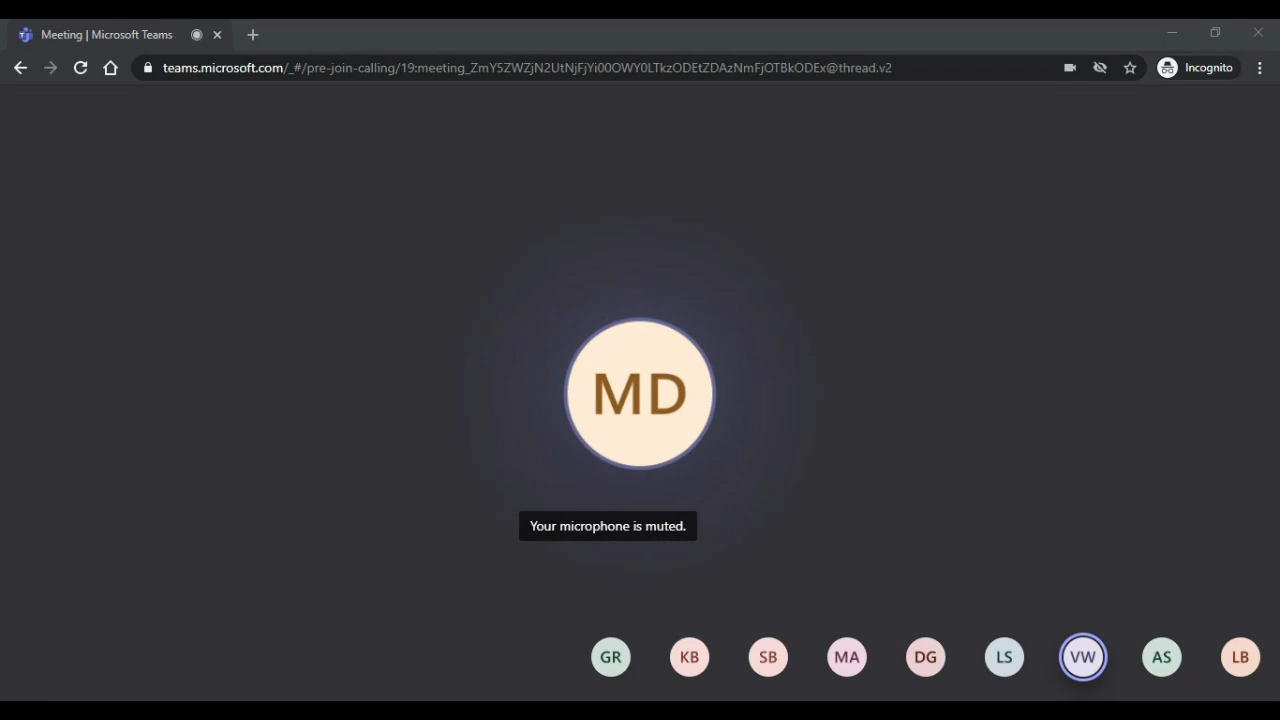 Meeting | Microsoft Teams
teams.microsoft.com/_#/pre-join-calling/19:meeting_ZmY5ZWZjN2UtNjFjYi00OWY0LTkzODEtZDAzNmFjOTBkODEx@thread.v2
Incognito
MD
Your microphone is muted.
GR KB SB MA DG LS VW AS LB